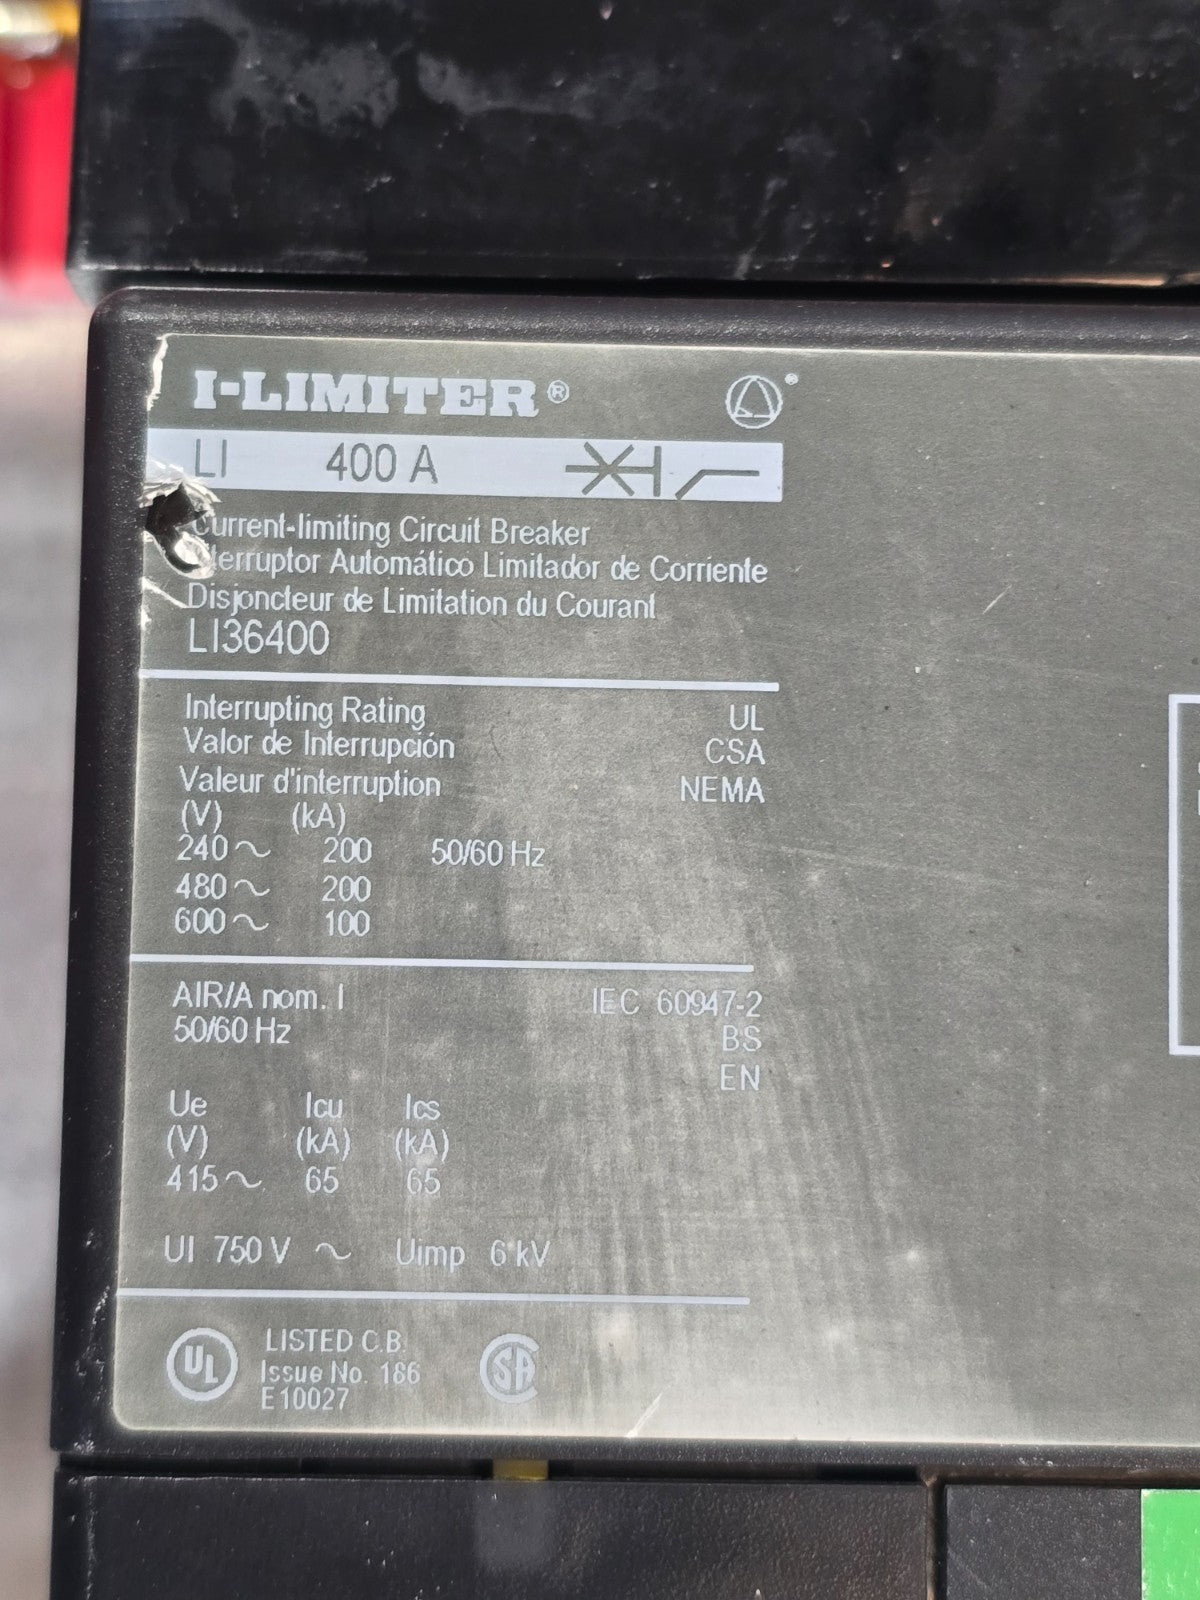 I-LIMITER®
LI 400 A
Current-limiting Circuit Breaker
Automático Limitador de Corriente
Disjoncteur de Limitation du Courant
LI36400
Interrupting Rating UL
Valor de Interrupción CSA
Valeur d'interruption NEMA
(V) (kA)
240~ 200 50/60 Hz
480~ 200
600~ 100
AIR/A nom. I IEC 60947-2
50/60 Hz BS
EN
Ue Icu Ics
(V) (kA) (kA)
415~ 65 65
UI 750 V ~ Uimp 6 kV
UL LISTED C.B.
Issue No. 186
E10027
SA